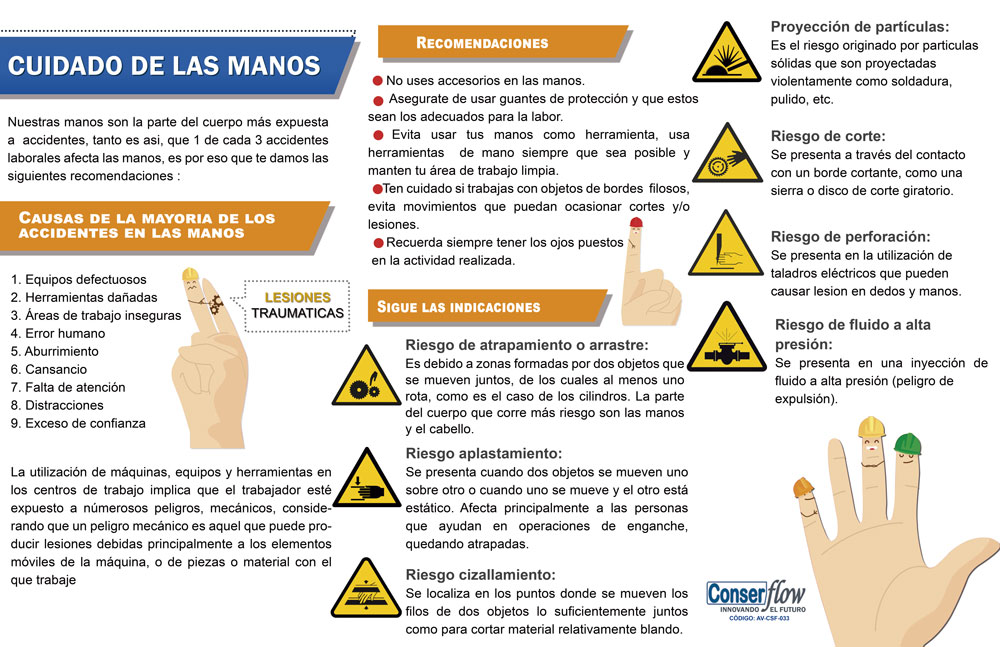 CUIDADO DE LAS MANOS
Nuestras manos son la parte del cuerpo más expuesta
a accidentes, tanto es asi, que 1 de cada 3 accidentes
laborales afecta las manos, es por eso que te damos las
siguientes recomendaciones :
CAUSAS DE LA MAYORIA DE LOS
ACCIDENTES EN LAS MANOS
1. Equipos defectuosos
2. Herramientas dañadas
3. Áreas de trabajo inseguras
4. Error humano
5. Aburrimiento
6. Cansancio
7. Falta de atención
8. Distracciones
9. Exceso de confianza
LESIONES
TRAUMATICAS
La utilización de máquinas, equipos y herramientas en
los centros de trabajo implica que el trabajador esté
expuesto a númerosos peligros, mecánicos, conside-
rando que un peligro mecánico es aquel que puede pro-
ducir lesiones debidas principalmente a los elementos
móviles de la máquina, o de piezas o material con el
que trabaje
RECOMENDACIONES
No uses accesorios en las manos.
Asegurate de usar guantes de protección y que estos
sean los adecuados para la labor.
Evita usar tus manos como herramienta, usa
herramientas de mano siempre que sea posible y
manten tu área de trabajo limpia.
Ten cuidado si trabajas con objetos de bordes filosos,
evita movimientos que puedan ocasionar cortes y/o
lesiones.
Recuerda siempre tener los ojos puestos
en la actividad realizada.
SIGUE LAS INDICACIONES
Riesgo de atrapamiento o arrastre:
Es debido a zonas formadas por dos objetos que
se mueven juntos, de los cuales al menos uno
rota, como es el caso de los cilindros. La parte
del cuerpo que corre más riesgo son las manos
y el cabello.
Riesgo aplastamiento:
Se presenta cuando dos objetos se mueven uno
sobre otro o cuando uno se mueve y el otro está
estático. Afecta principalmente a las personas
que ayudan en operaciones de enganche,
quedando atrapadas.
Riesgo cizallamiento:
Se localiza en los puntos donde se mueven los
filos de dos objetos lo suficientemente juntos
como para cortar material relativamente blando.
Proyección de partículas:
Es el riesgo originado por particulas
sólidas que son proyectadas
violentamente como soldadura,
pulido, etc.
Riesgo de corte:
Se presenta a través del contacto
con un borde cortante, como una
sierra o disco de corte giratorio.
Riesgo de perforación:
Se presenta en la utilización de
taladros eléctricos que pueden
causar lesion en dedos y manos.
Riesgo de fluido a alta
presión:
Se presenta en una inyección de
fluido a alta presión (peligro de
expulsión).
Conserflow
INNOVANDO EL FUTURO
CÓDIGO: AV-CSF-033